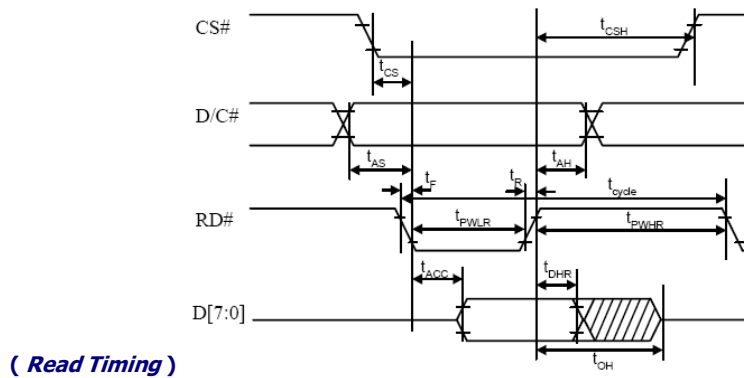 CS#
tCSH
tCS
D/C#
tAS
tAH
tF
tR
tcycle
RD#
tPWLR
tPWHR
tACC
tDHR
D[7:0]
tOH
( Read Timing )